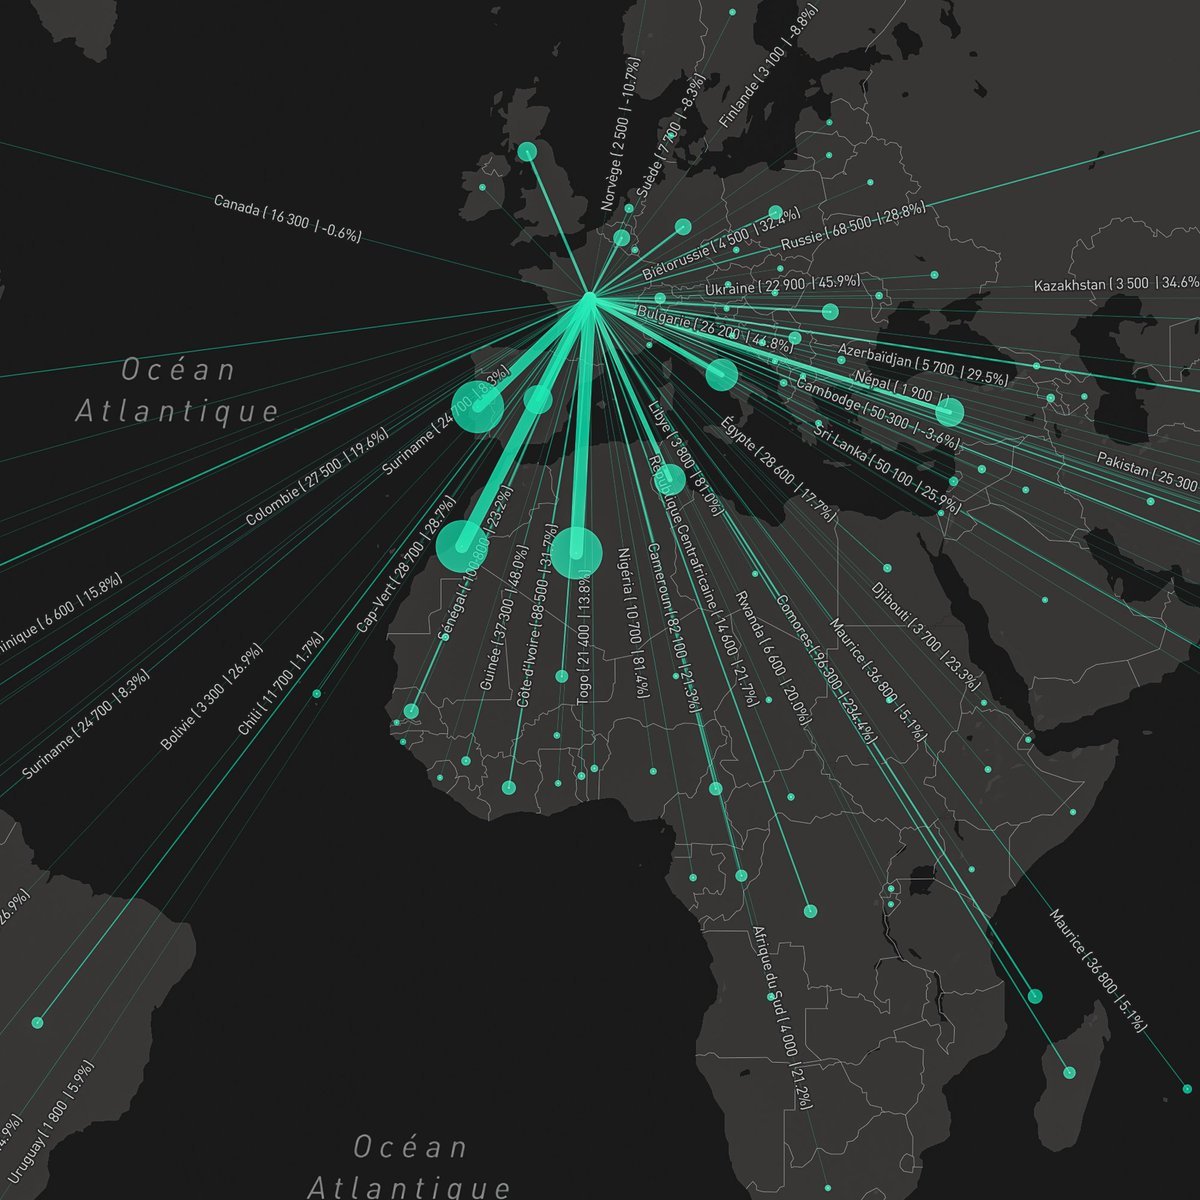 Finlande ( 3 100 | -8.8%)
Norvège ( 2 500 | -10.7%)
Suède ( 7 700 | -8.3%)
Canada ( 16 300 | -0.6%)
Biélorussie ( 4 500 | 32.4%)
Russie ( 68 500 | 28.8%)
Ukraine ( 22 900 | 45.9%)
Kazakhstan ( 3 500 | 34.6%
Bulgarie ( 26 200 | 44.8%)
Océan
Atlantique
Azerbaïdjan ( 5 700 | 29.5%)
Népal ( 1 900 | )
Cambodge ( 50 300 | -3.6%)
Suriname ( 24 700 | 8.3%)
Libye ( 3 800 | 81.0%)
Égypte ( 28 600 | 17.7%)
Sri Lanka ( 50 100 | 25.9%)
Pakistan ( 25 300
Colombie ( 27 500 | 19.6%)
République Centrafricaine ( 14 600 | 21.7%)
Cap-Vert ( 28 700 | 28.7%)
Sénégal ( 100 800 | 23.2%)
Guinée ( 37 300 | 48.0%)
Côte d'Ivoire ( 88 500 | 31.7%)
Togo ( 21 400 | 13.8%)
Nigéria ( 10 700 | 81.4%)
Cameroun ( 82 100 | 21.3%)
Rwanda ( 6 600 | 20.0%)
Comores ( 96 300 | 234.4%)
Maurice ( 36 800 | 5.1%)
Djibouti ( 3 700 | 23.3%)
inique ( 6 600 | 15.8%)
Suriname ( 24 700 | 8.3%)
Bolivie ( 3 300 | 26.9%)
Chili ( 11 700 | 1.7%)
26.9%)
Afrique du Sud ( 4 000 | 21.2%)
Maurice ( 36 800 | 5.1%)
4.9%)
Uruguay ( 1 800 | 5.9%)
Océan
Atlantique